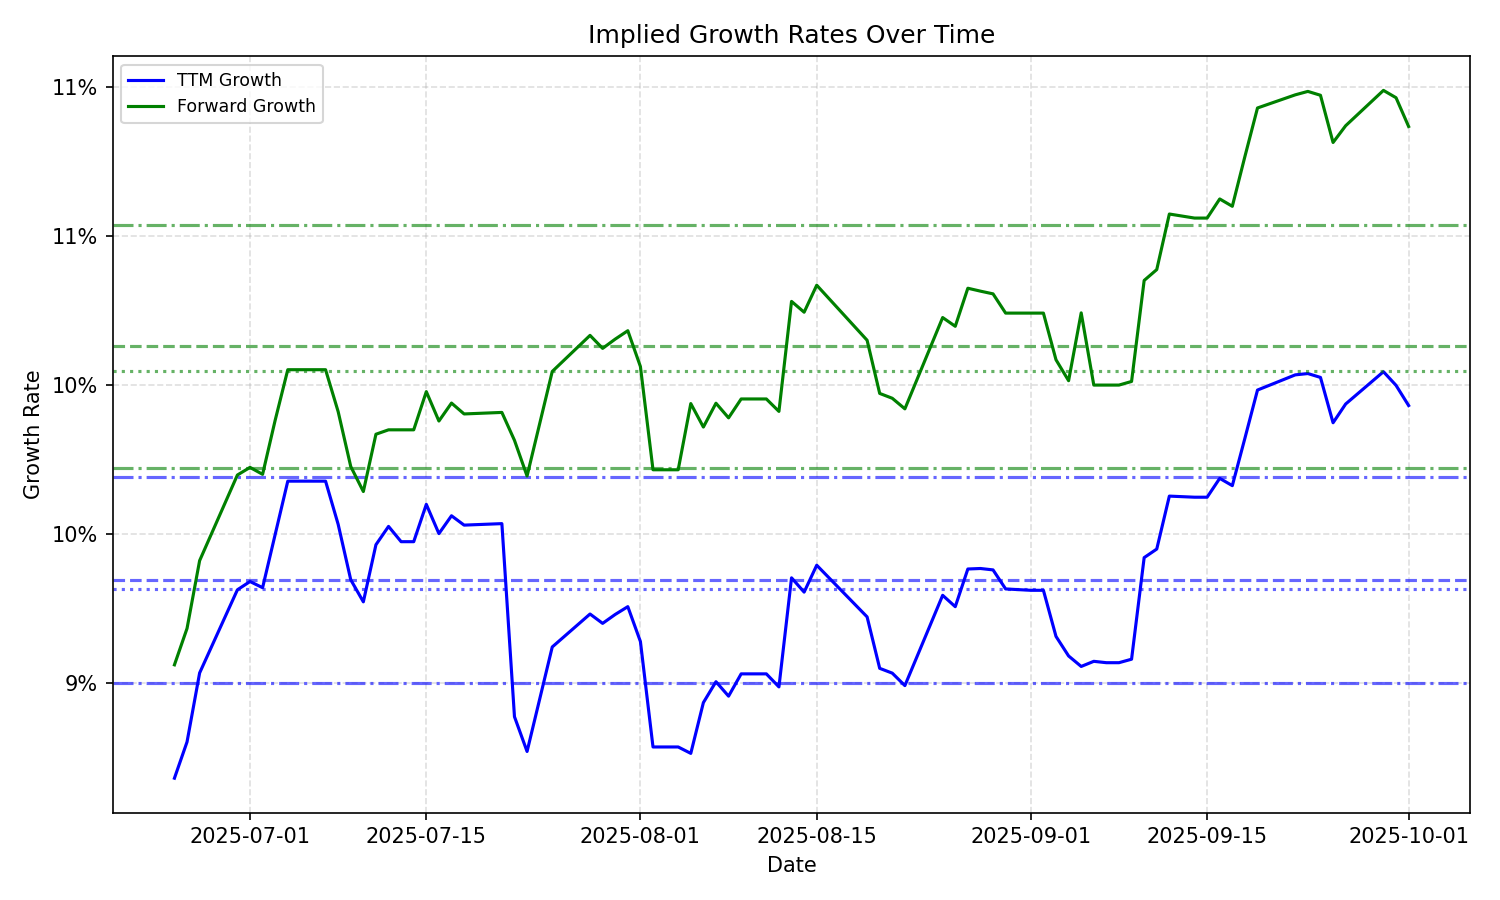 Implied Growth Rates Over Time
TTM Growth
Forward Growth
11%
11%
10%
10%
9%
Growth Rate
2025-07-01
2025-07-15
2025-08-01
2025-08-15
2025-09-01
2025-09-15
2025-10-01
Date